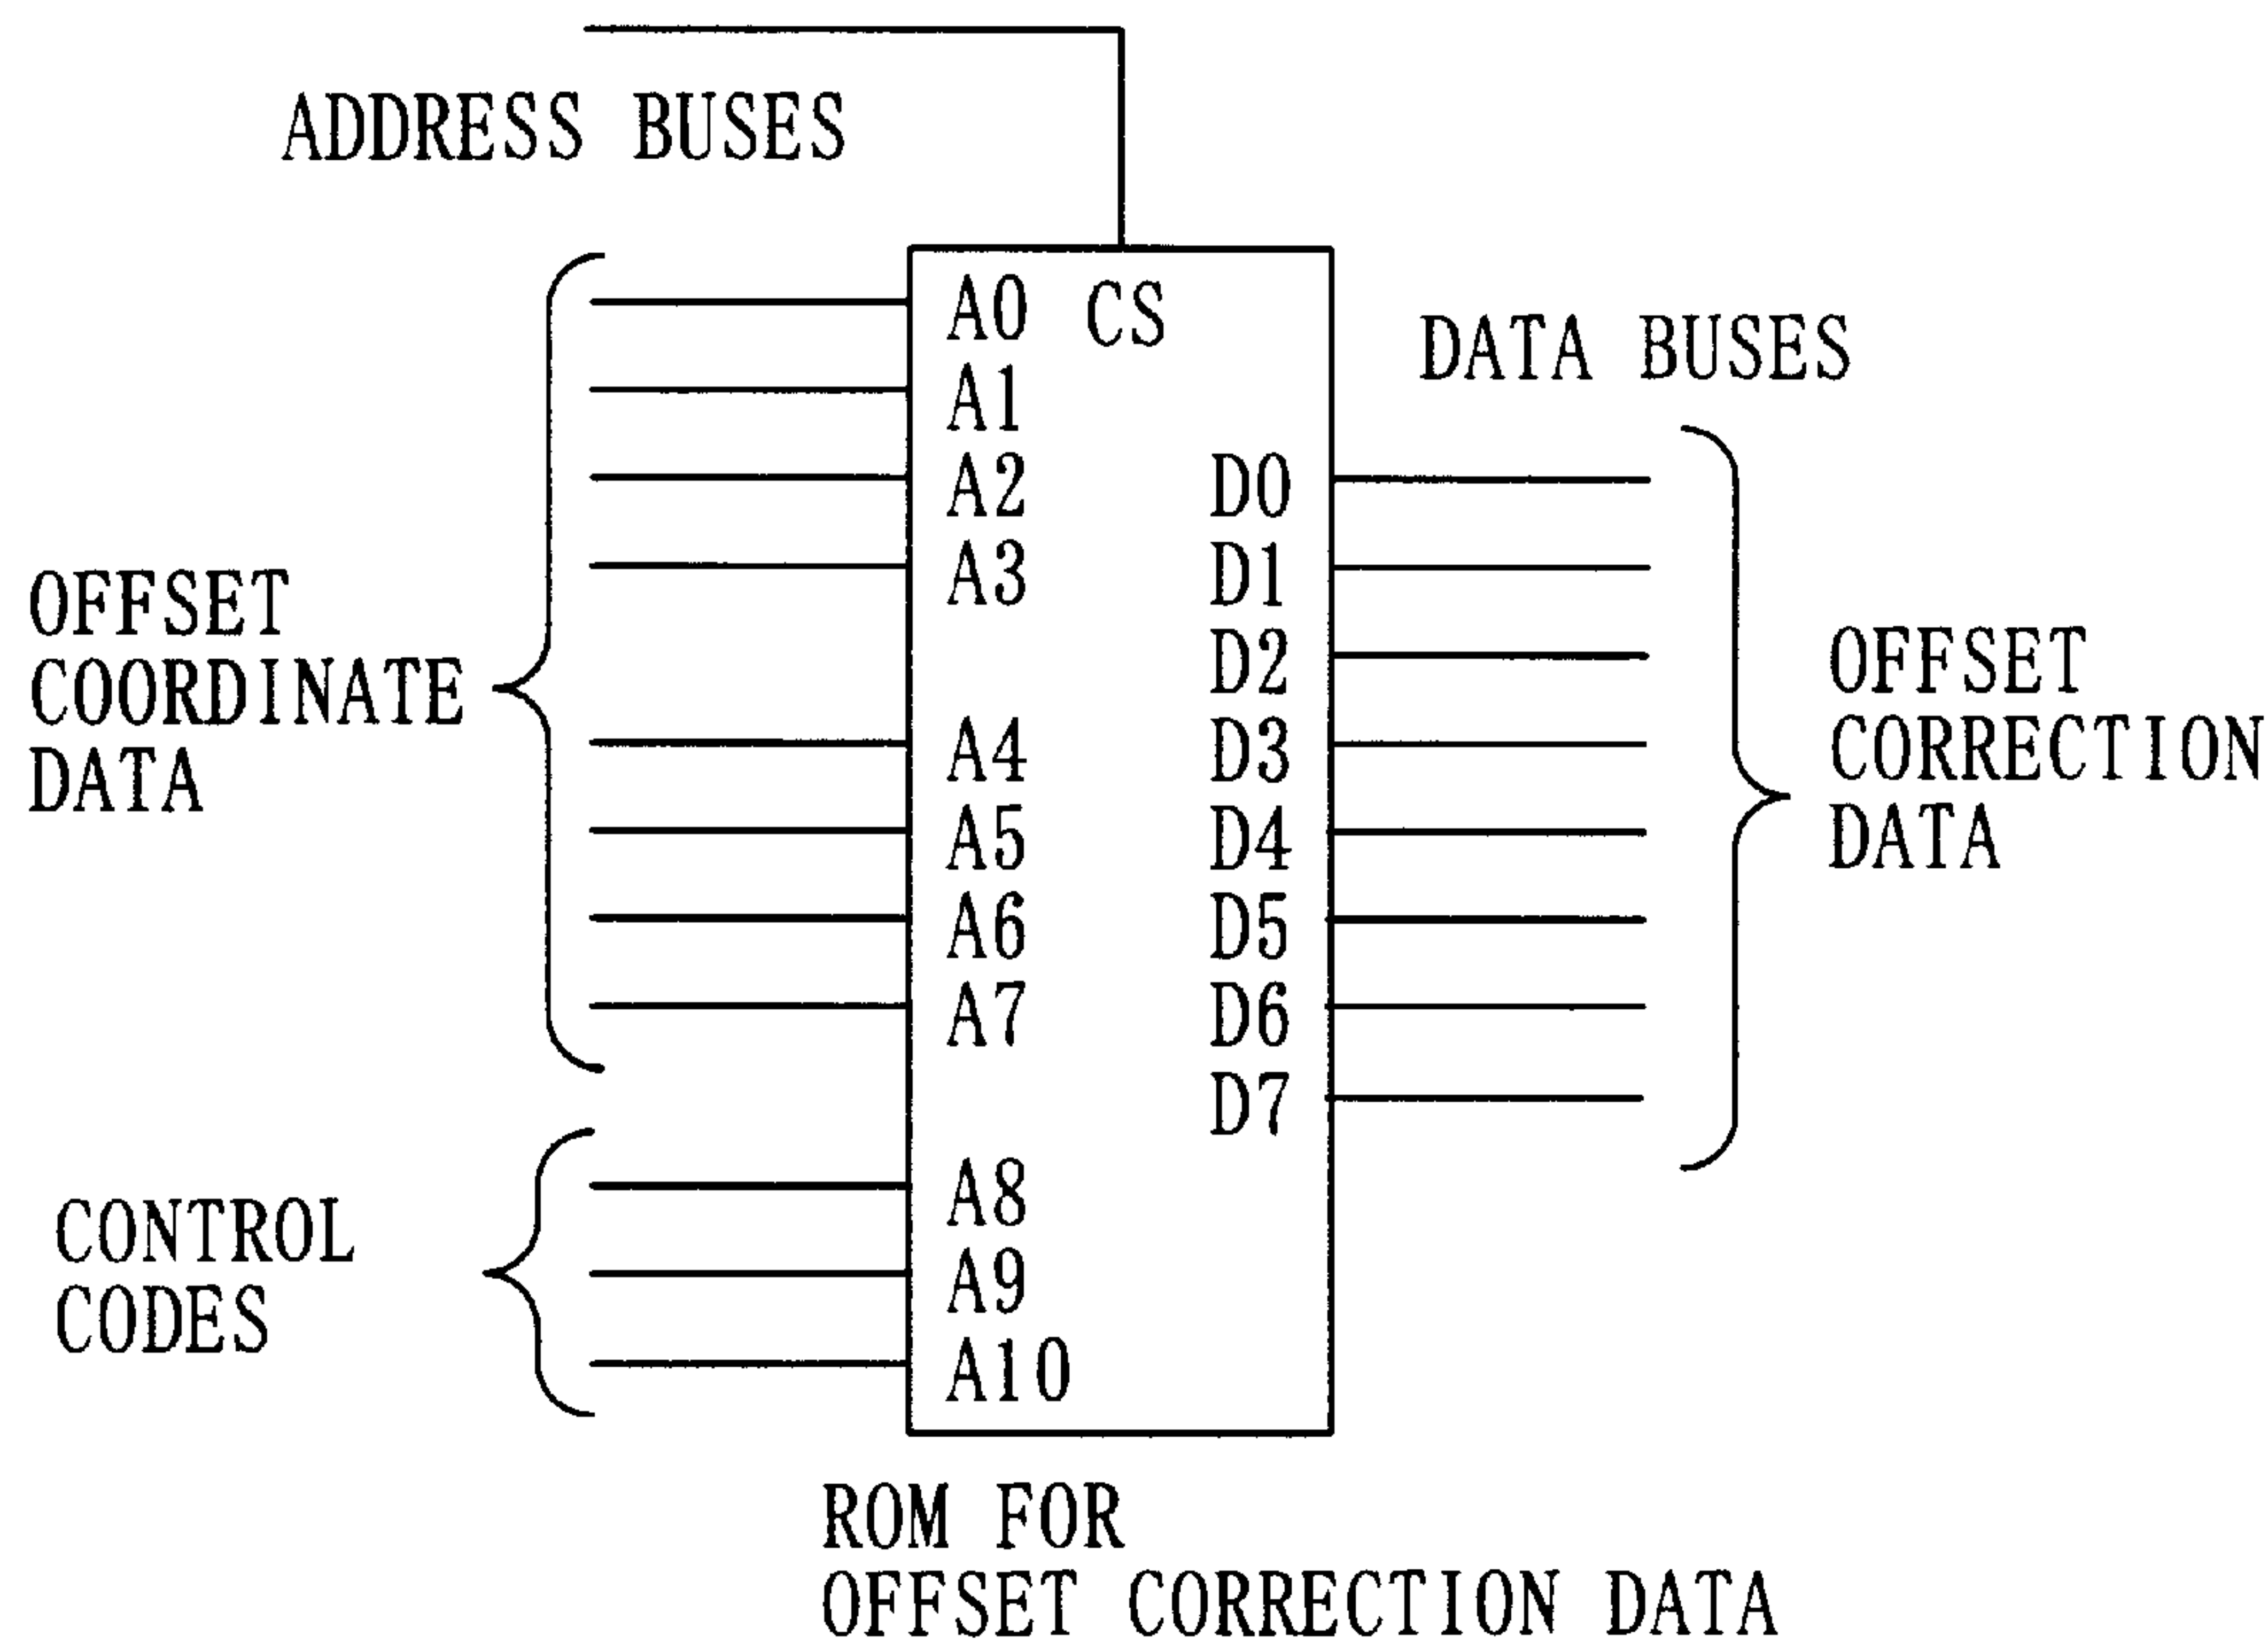 ADDRESS BUSES
A0 CS
A1
A2
A3
A4
A5
A6
A7
A8
A9
A10
OFFSET
COORDINATE
DATA
CONTROL
CODES
DATA BUSES
D0
D1
D2
D3
D4
D5
D6
D7
OFFSET
CORRECTION
DATA
ROM FOR
OFFSET CORRECTION DATA